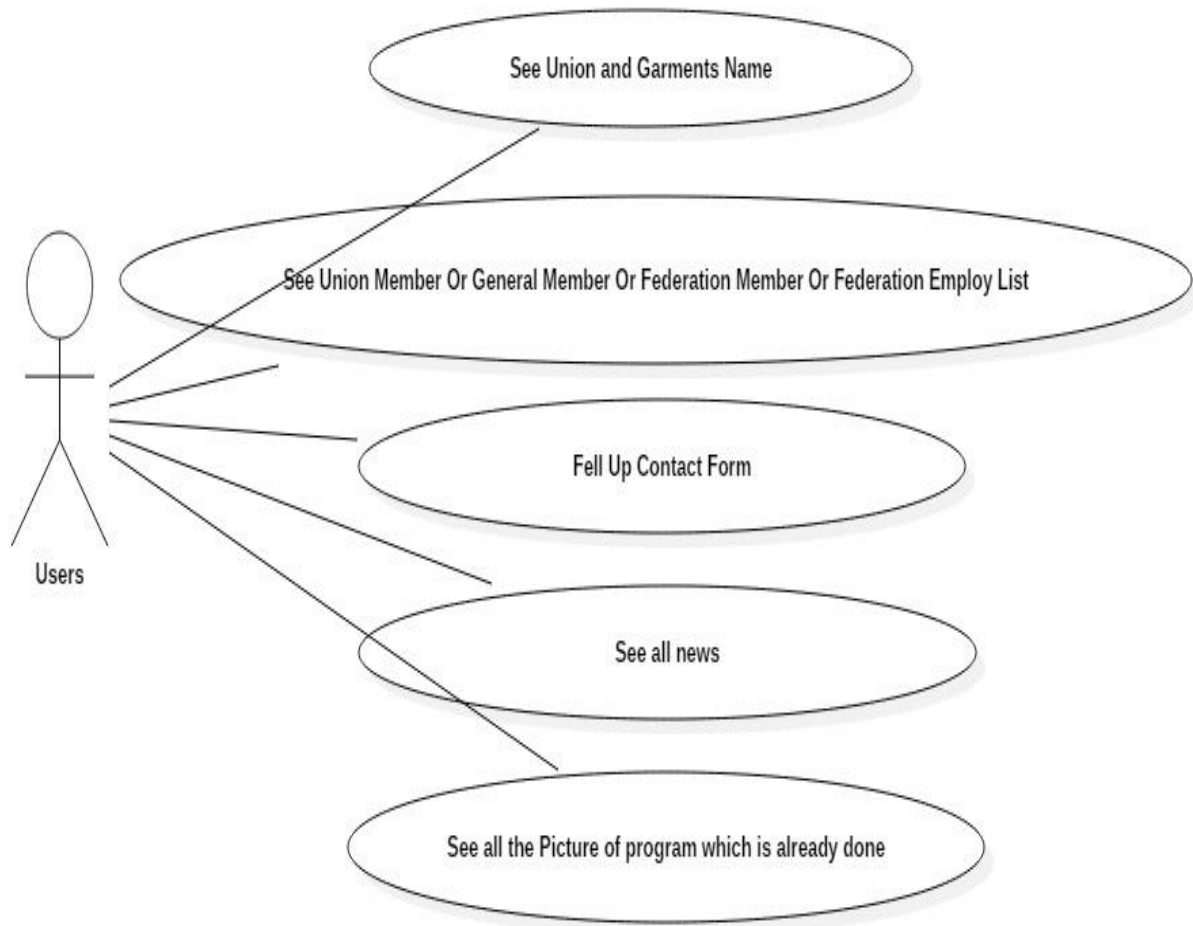 See Union and Garments Name
See Union Member Or General Member Or Federation Member Or Federation Employ List
Fell Up Contact Form
Users
See all news
See all the Picture of program which is already done